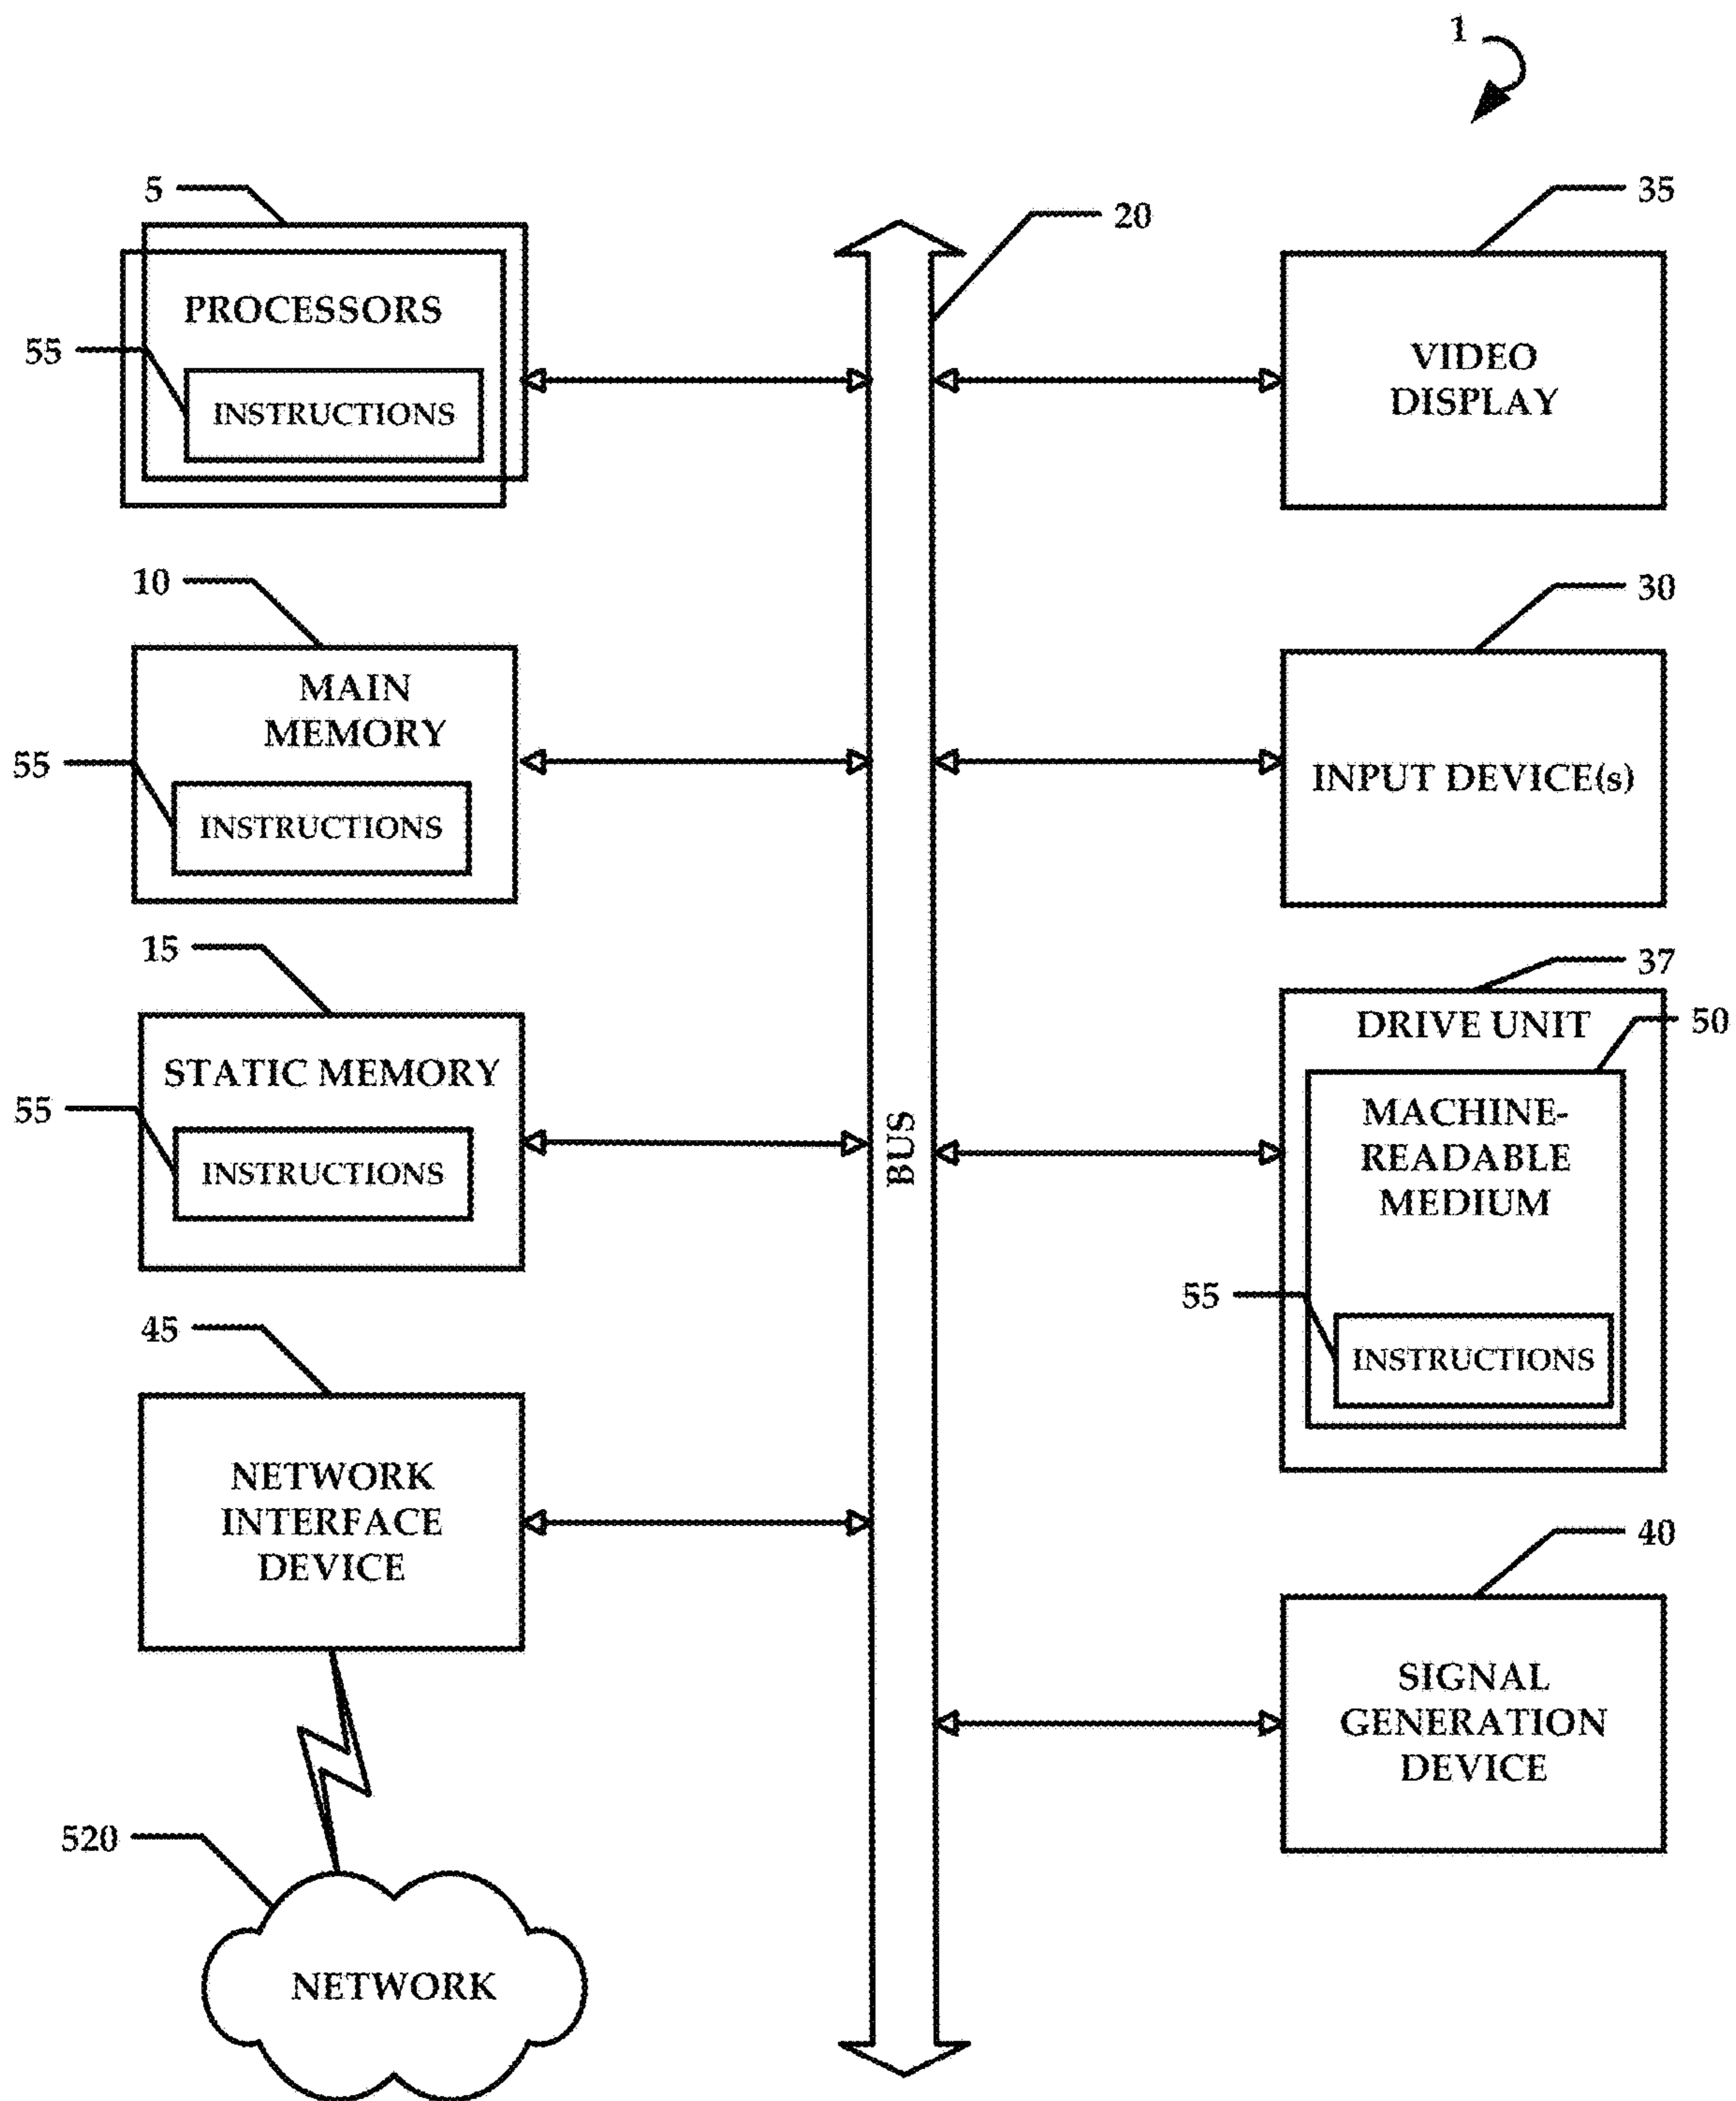 1
5
PROCESSORS
55
INSTRUCTIONS
20
35
VIDEO
DISPLAY
10
MAIN
MEMORY
55
INSTRUCTIONS
30
INPUT DEVICE(s)
15
STATIC MEMORY
55
INSTRUCTIONS
BUS
37
DRIVE UNIT
50
MACHINE-
READABLE
MEDIUM
55
INSTRUCTIONS
45
NETWORK
INTERFACE
DEVICE
40
SIGNAL
GENERATION
DEVICE
520
NETWORK